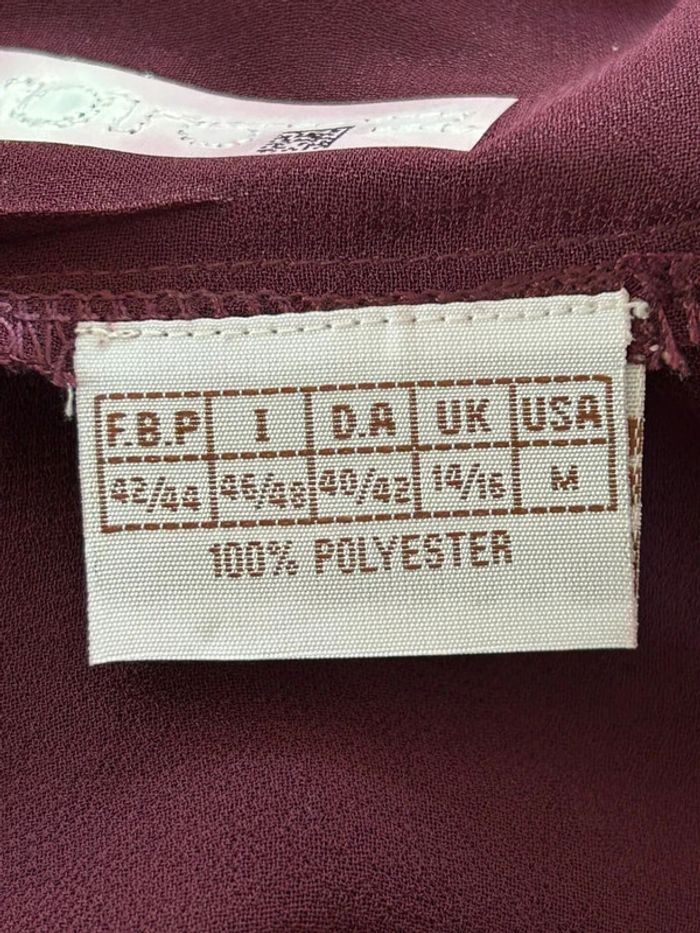 F.B.P I D.A UK USA
42/44 46/48 40/42 14/16 M
100% POLYESTER